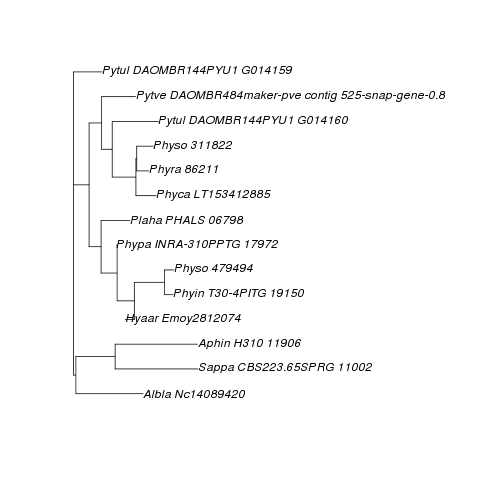 Pytul DAOMBR144PYU1 G014159
Pytve DAOMBR484maker-pve contig 525-snap-gene-0.8
Pytul DAOMBR144PYU1 G014160
Physo 311822
Phyra 86211
Phyca LT153412885
Plaha PHALS 06798
Phypa INRA-310PPTG 17972
Physo 479494
Phyin T30-4PITG 19150
Hyaar Emoy2812074
Aphin H310 11906
Sappa CBS223.65SPRG 11002
Albla Nc14089420